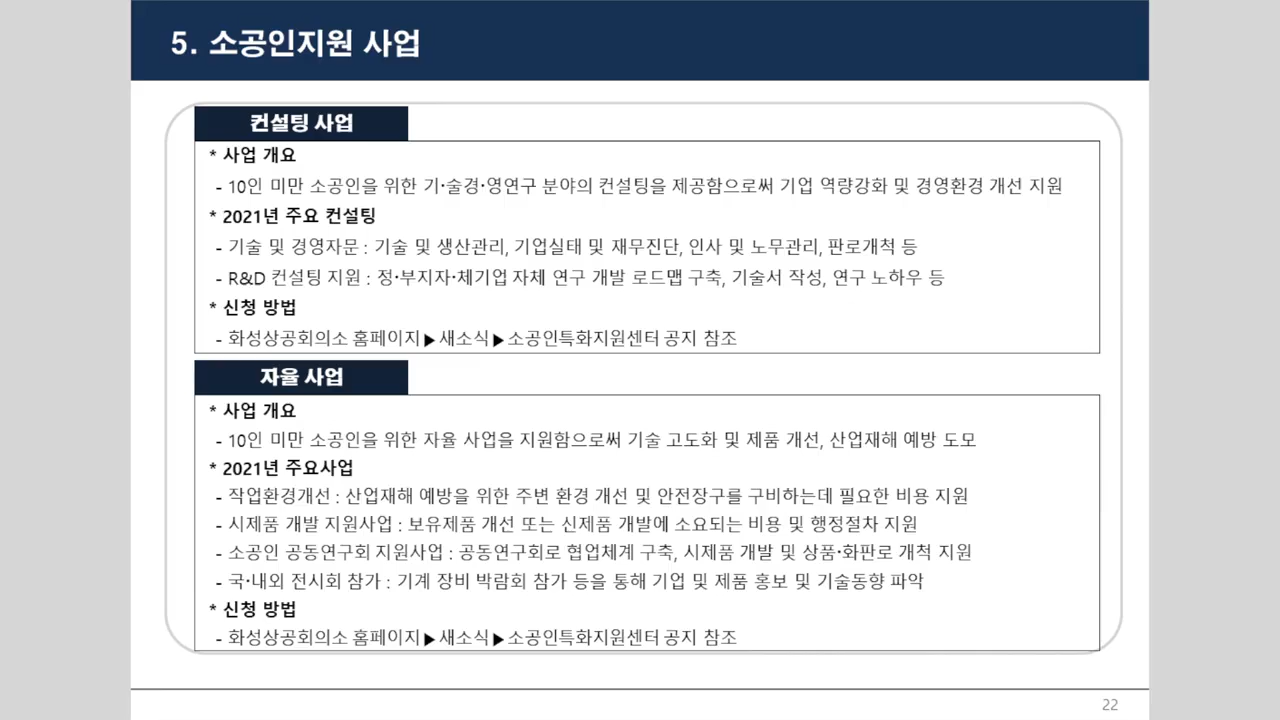 5. 소공인지원 사업
컨설팅 사업
* 사업 개요
- 10인 미만 소공인을 위한 기·술경·영연구 분야의 컨설팅을 제공함으로써 기업 역량강화 및 경영환경 개선 지원
* 2021년 주요 컨설팅
- 기술 및 경영자문 : 기술 및 생산관리, 기업실태 및 재무진단, 인사 및 노무관리, 판로개척 등
- R&D 컨설팅 지원 : 정·부지자·체기업 자체 연구 개발 로드맵 구축, 기술서 작성, 연구 노하우 등
* 신청 방법
- 화성상공회의소 홈페이지▶새소식▶소공인특화지원센터 공지 참조
자율 사업
* 사업 개요
- 10인 미만 소공인을 위한 자율 사업을 지원함으로써 기술 고도화 및 제품 개선, 산업재해 예방 도모
* 2021년 주요사업
- 작업환경개선 : 산업재해 예방을 위한 주변 환경 개선 및 안전장구를 구비하는데 필요한 비용 지원
- 시제품 개발 지원사업 : 보유제품 개선 또는 신제품 개발에 소요되는 비용 및 행정절차 지원
- 소공인 공동연구회 지원사업 : 공동연구회로 협업체계 구축, 시제품 개발 및 상품·화판로 개척 지원
- 국·내외 전시회 참가 : 기계 장비 박람회 참가 등을 통해 기업 및 제품 홍보 및 기술동향 파악
* 신청 방법
- 화성상공회의소 홈페이지▶새소식▶소공인특화지원센터 공지 참조
22